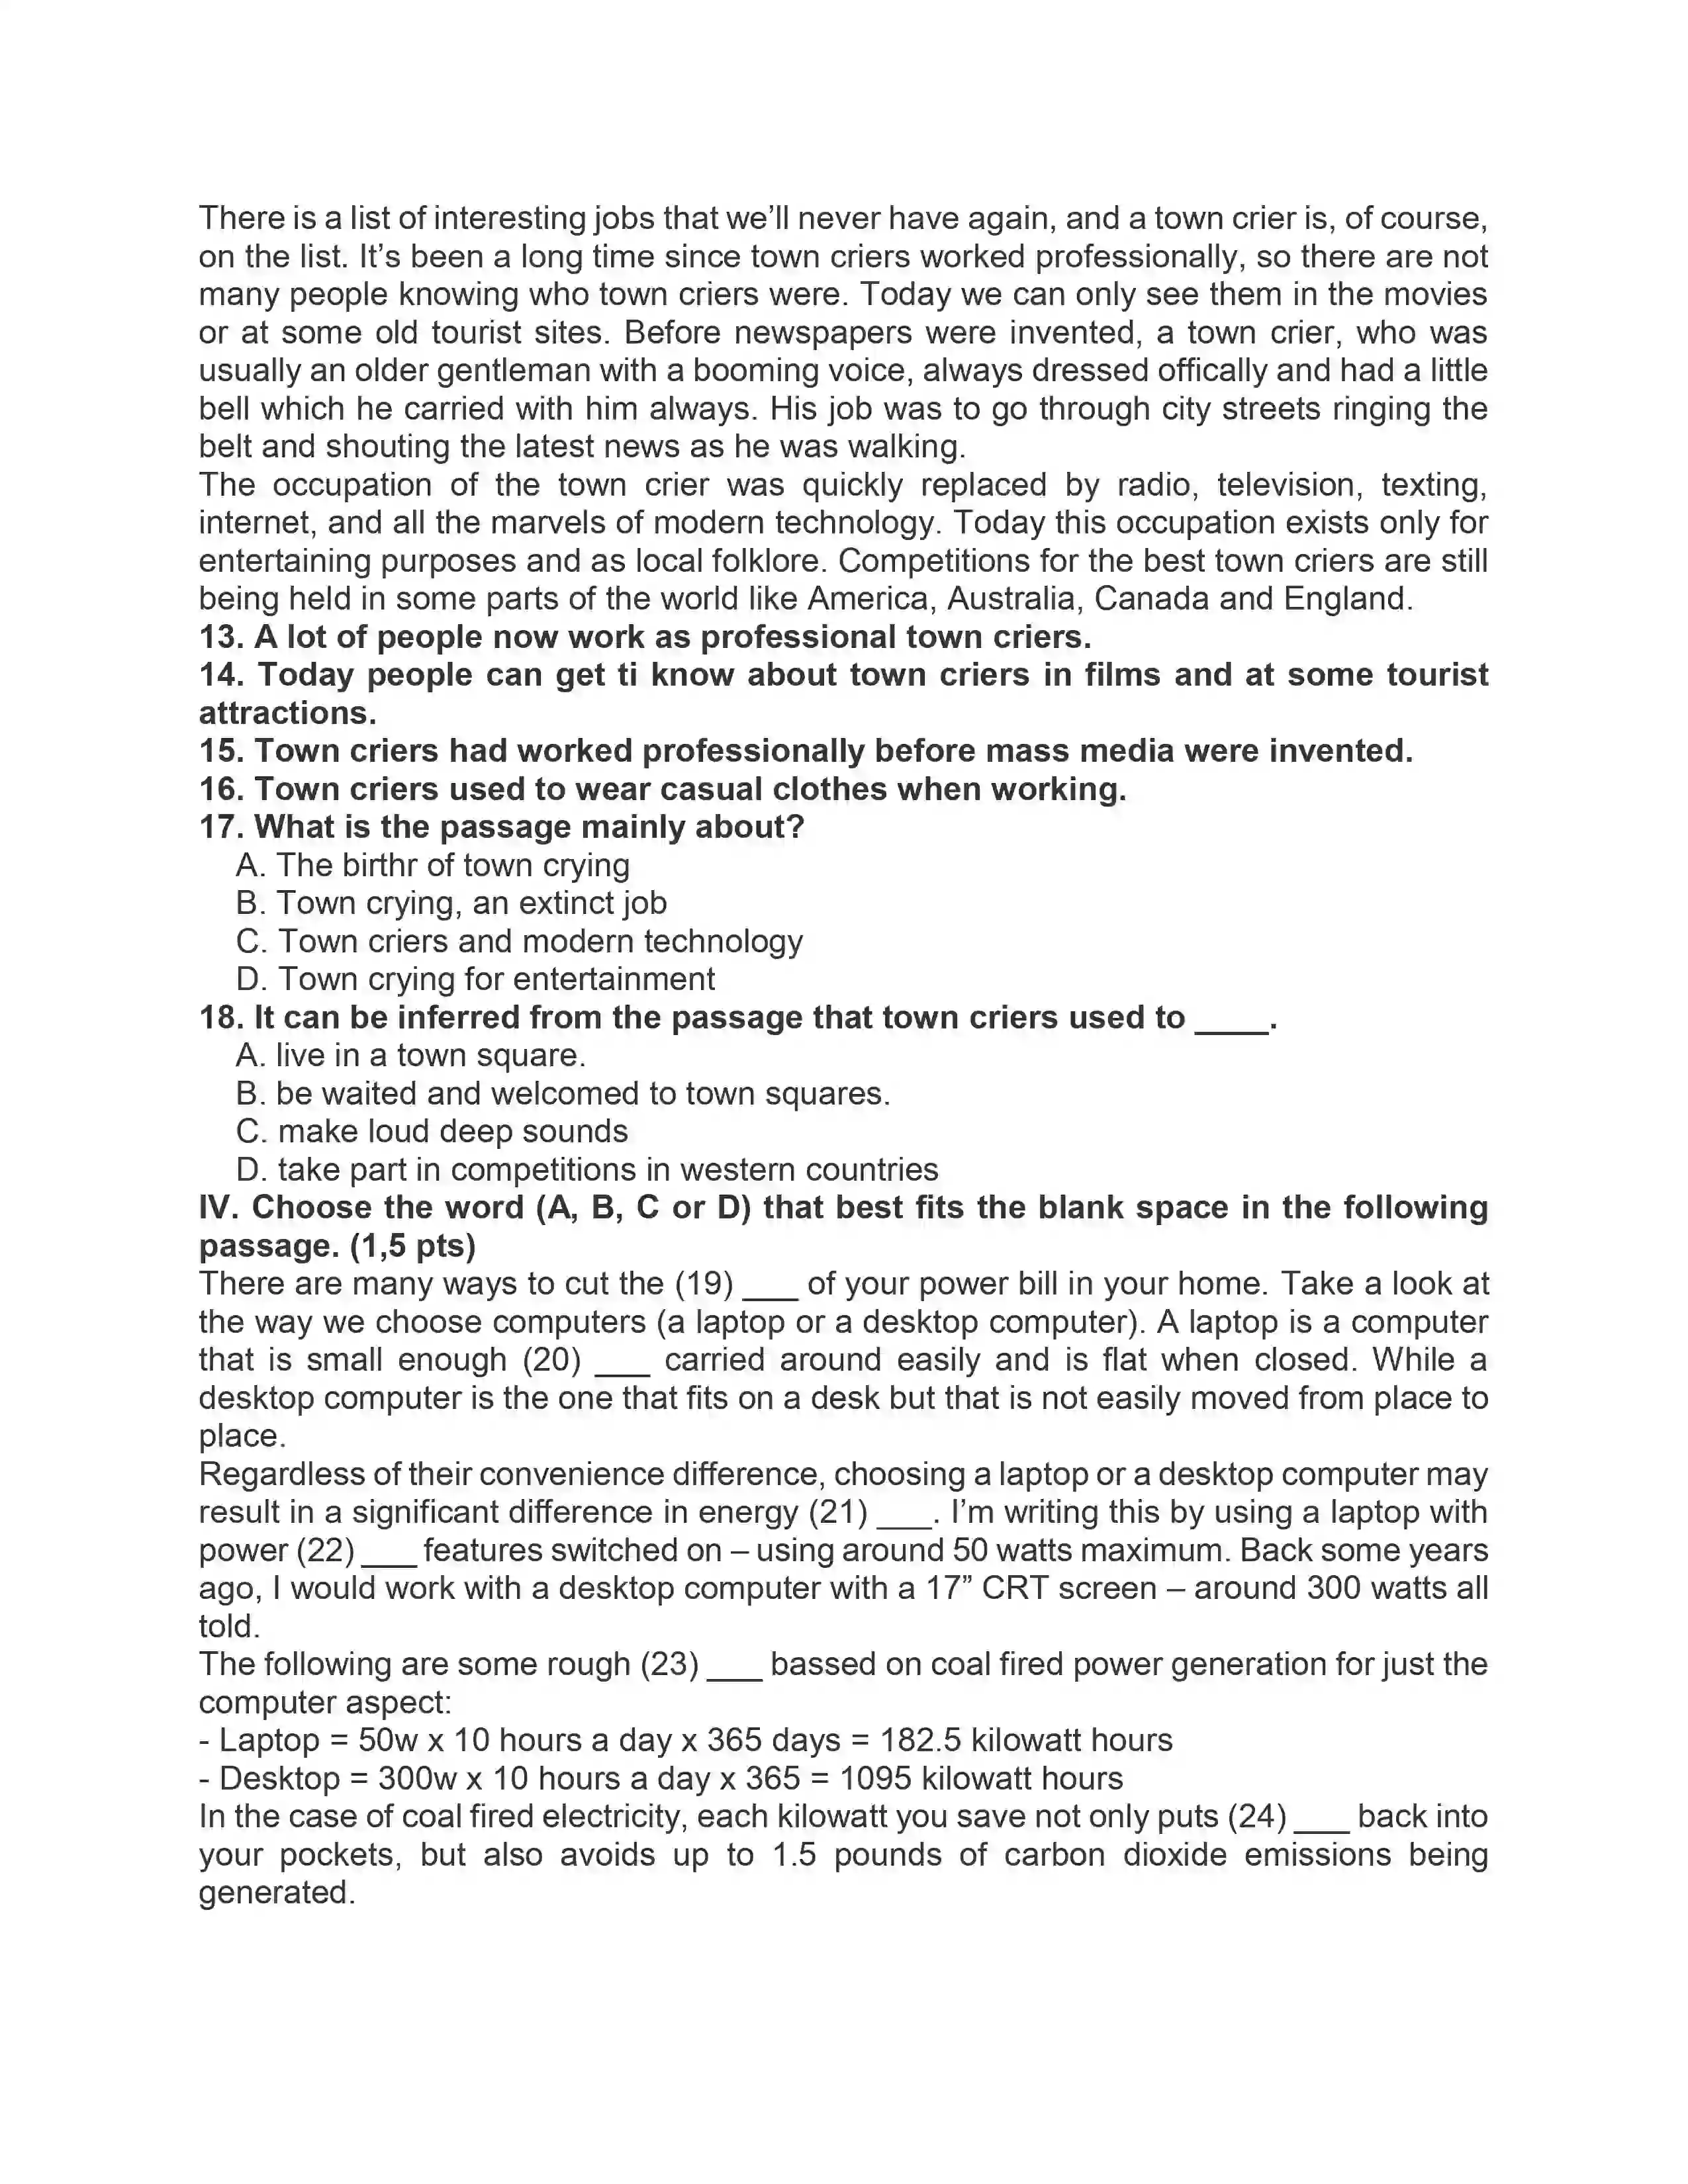 There is a list of interesting jobs that we’ll never have again, and a town crier is, of course,
on the list. It’s been a long time since town criers worked professionally, so there are not
many people knowing who town criers were. Today we can only see them in the movies
or at some old tourist sites. Before newspapers were invented, a town crier, who was
usually an older gentleman with a booming voice, always dressed offically and had a little
bell which he carried with him always. His job was to go through city streets ringing the
belt and shouting the latest news as he was walking.
The occupation of the town crier was quickly replaced by radio, television, texting,
internet, and all the marvels of modern technology. Today this occupation exists only for
entertaining purposes and as local folklore. Competitions for the best town criers are still
being held in some parts of the world like America, Australia, Canada and England.
13. A lot of people now work as professional town criers.
14. Today people can get ti know about town criers in films and at some tourist
attractions.
15. Town criers had worked professionally before mass media were invented.
16. Town criers used to wear casual clothes when working.
17. What is the passage mainly about?
A. The birthr of town crying
B. Town crying, an extinct job
C. Town criers and modern technology
D. Town crying for entertainment
18. It can be inferred from the passage that town criers used to ____.
A. live in a town square.
B. be waited and welcomed to town squares.
C. make loud deep sounds
D. take part in competitions in western countries
IV. Choose the word (A, B, C or D) that best fits the blank space in the following
passage. (1,5 pts)
There are many ways to cut the (19) ___ of your power bill in your home. Take a look at
the way we choose computers (a laptop or a desktop computer). A laptop is a computer
that is small enough (20) ___ carried around easily and is flat when closed. While a
desktop computer is the one that fits on a desk but that is not easily moved from place to
place.
Regardless of their convenience difference, choosing a laptop or a desktop computer may
result in a significant difference in energy (21) ___. I’m writing this by using a laptop with
power (22) ___ features switched on – using around 50 watts maximum. Back some years
ago, I would work with a desktop computer with a 17” CRT screen – around 300 watts all
told.
The following are some rough (23) ___ bassed on coal fired power generation for just the
computer aspect:
- Laptop = 50w x 10 hours a day x 365 days = 182.5 kilowatt hours
- Desktop = 300w x 10 hours a day x 365 = 1095 kilowatt hours
In the case of coal fired electricity, each kilowatt you save not only puts (24) ___ back into
your pockets, but also avoids up to 1.5 pounds of carbon dioxide emissions being
generated.